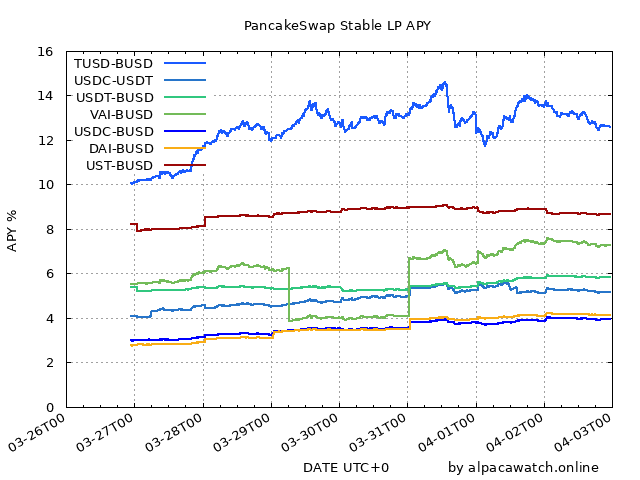 PancakeSwap Stable LP APY
16
14
12
10
8
6
4
2
0
APY %
TUSD-BUSD
USDC-USDT
USDT-BUSD
VAI-BUSD
USDC-BUSD
DAI-BUSD
UST-BUSD
03-26T00
03-27T00
03-28T00
03-29T00
03-30T00
03-31T00
04-01T00
04-02T00
04-03T00
DATE UTC+0
by alpacawatch.online